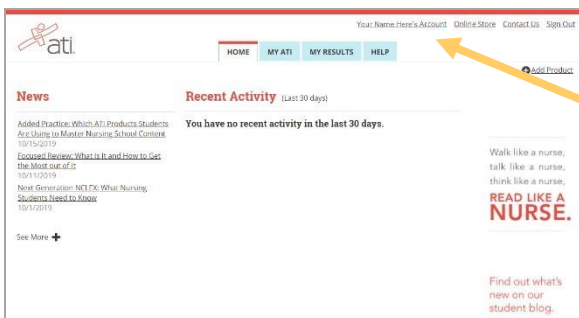 Your Name Here's Account Online Store Contact Us Sign Out
ati
HOME MY ATI MY RESULTS HELP
Add Product
News
Added Practice: Which ATI Products Students
Are Using to Master Nursing School Content
10/15/2019
Focused Review: What Is It and How to Get
the Most out of It
10/11/2019
Next Generation NCLEX: What Nursing
Students Need to Know
10/1/2019
See More
Recent Activity (Last 30 days)
You have no recent activity in the last 30 days.
Walk like a nurse,
talk like a nurse,
think like a nurse,
READ LIKE A
NURSE.
Find out what's
new on our
student blog.